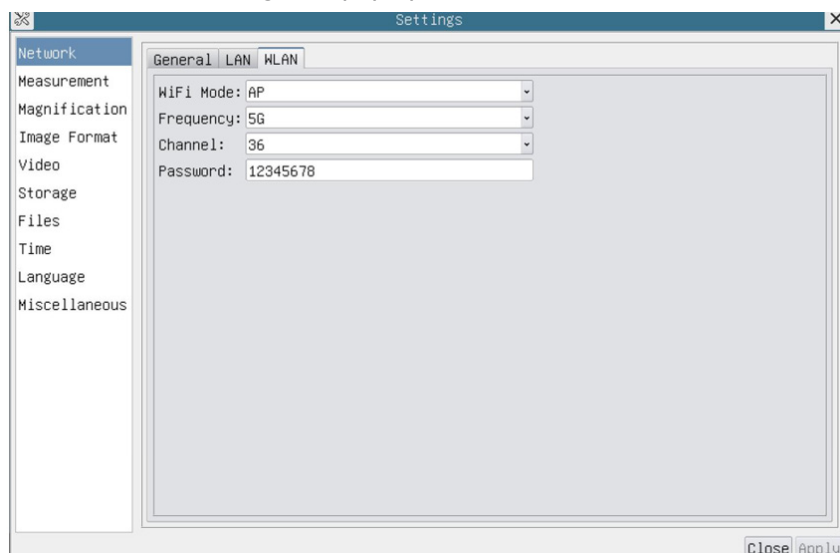 Settings
Network
Measurement
Magnification
Image Format
Video
Storage
Files
Time
Language
Miscellaneous
General LAN WLAN
WiFi Mode: AP
Frequency: 5G
Channel: 36
Password: 12345678
Close Apply